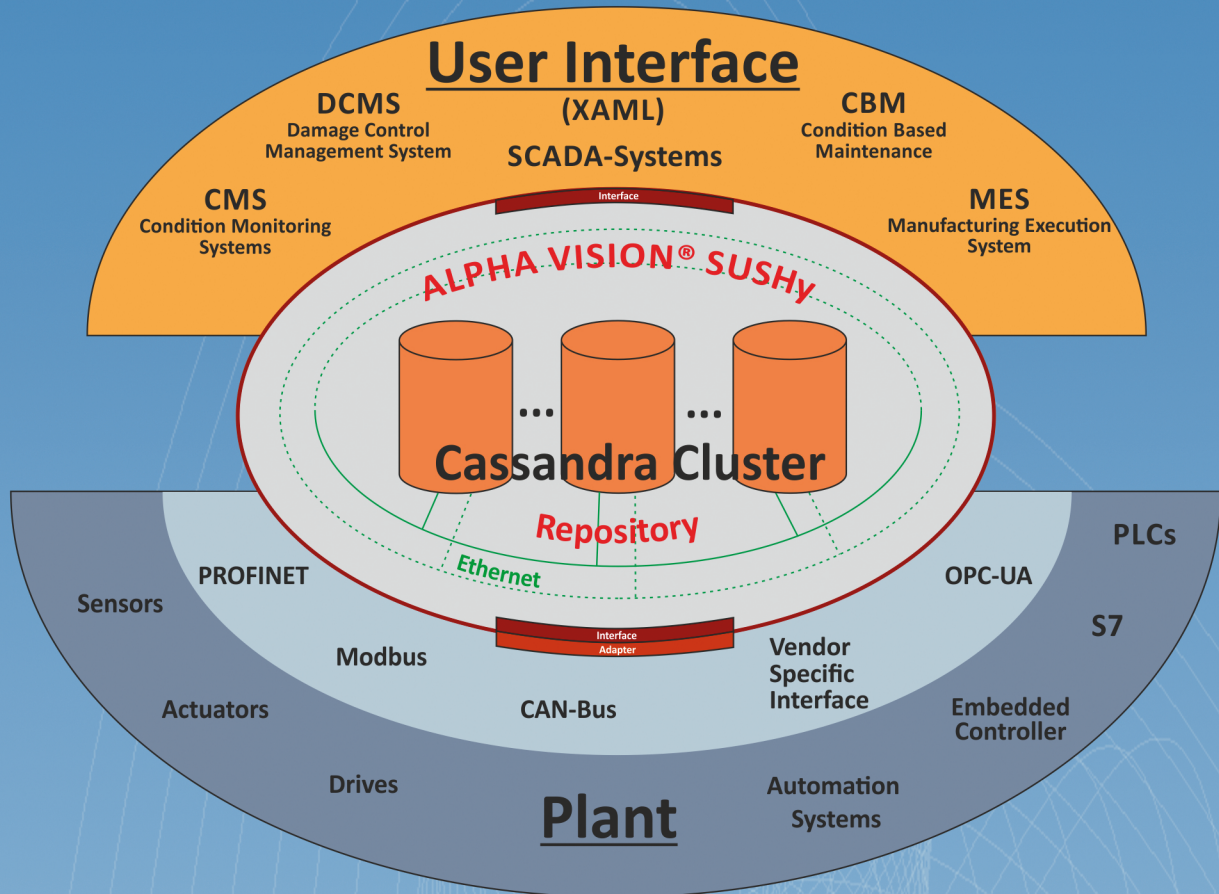 User Interface
(XAML)
SCADA-Systems
DCMS
Damage Control
Management System
CBM
Condition Based
Maintenance
CMS
Condition Monitoring
Systems
MES
Manufacturing Execution
System
Interface
ALPHA VISION® SUSHy
... ...
Cassandra Cluster
Repository
Ethernet
Interface
Adapter
PROFINET
Modbus
CAN-Bus
Vendor
Specific
Interface
OPC-UA
Sensors
Actuators
Drives
Plant
Automation
Systems
Embedded
Controller
S7
PLCs